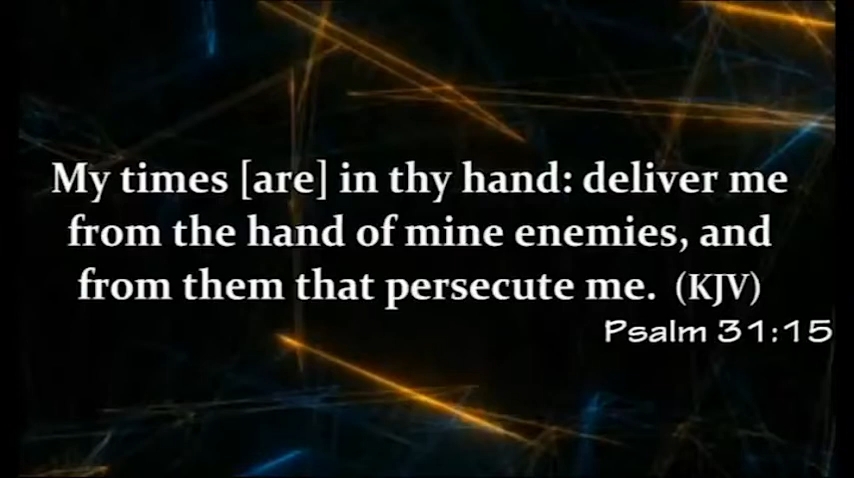 My times [are] in thy hand: deliver me
from the hand of mine enemies, and
from them that persecute me. (KJV)
Psalm 31:15